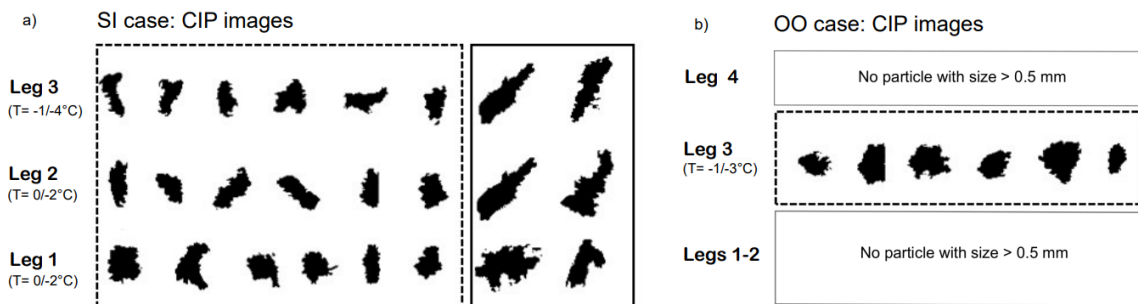 a) SI case: CIP images
Leg 3
(T= -1/-4°C)
Leg 2
(T= 0/-2°C)
Leg 1
(T= 0/-2°C)
b) OO case: CIP images
Leg 4
No particle with size > 0.5 mm
Leg 3
(T= -1/-3°C)
Legs 1-2
No particle with size > 0.5 mm